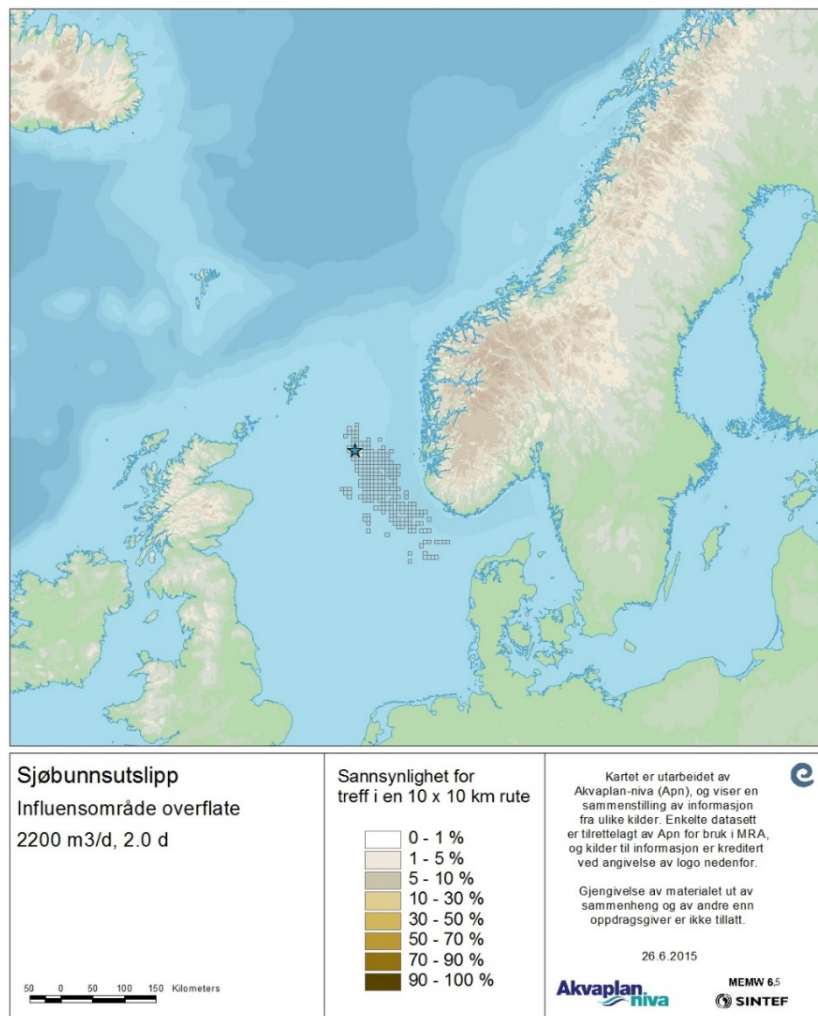 Sjøbunnsutslipp
Influensområde overflate
2200 m3/d, 2.0 d
50 0 50 100 150 Kilometers
Sannsynlighet for
treff i en 10 x 10 km rute
0 - 1 %
1 - 5 %
5 - 10 %
10 - 30 %
30 - 50 %
50 - 70 %
70 - 90 %
90 - 100 %
Kartet er utarbeidet av
Akvaplan-niva (Apn), og viser en
sammenstilling av informasjon
fra ulike kilder. Enkelte datasett
er tilrettelagt av Apn for bruk i MRA,
og kilder til informasjon er kreditert
ved angivelse av logo nedenfor.
Gjengivelse av materialet ut av
sammenheng og av andre enn
oppdragsgiver er ikke tillatt.
26.6.2015
Akvaplan
niva
MEMW 6.5
SINTEF